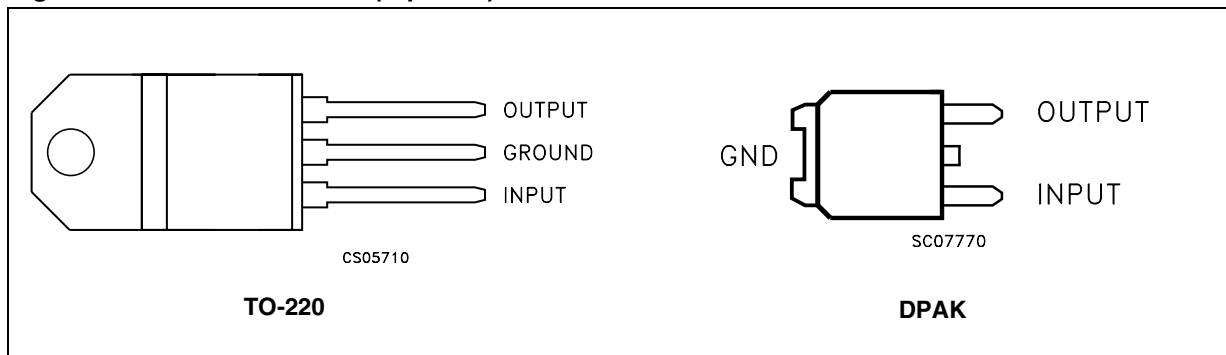 OUTPUT
GROUND
INPUT
CS05710
TO-220
GND
OUTPUT
INPUT
SC07770
DPAK